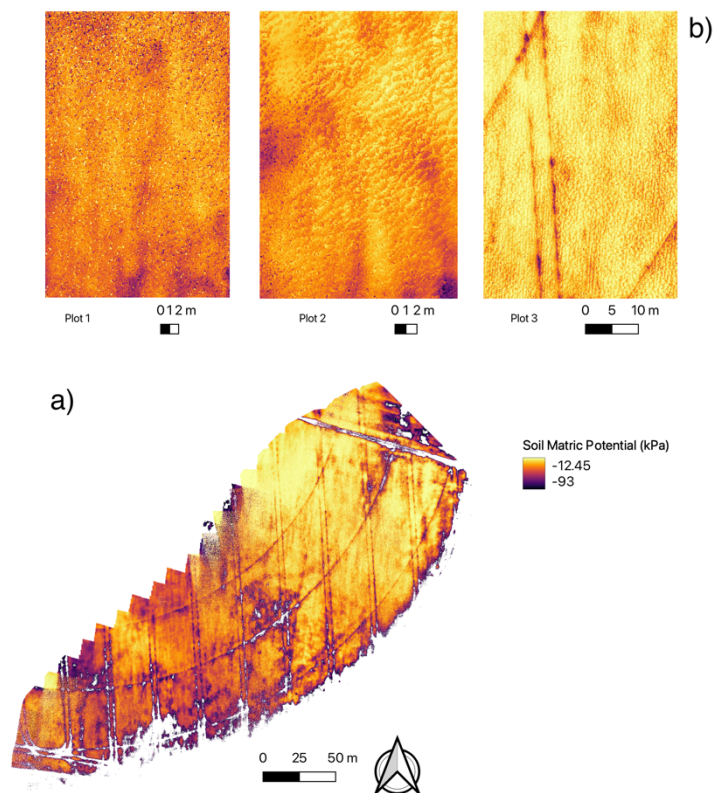 b)
Plot 1
0 1 2 m
Plot 2
0 1 2 m
Plot 3
0 5 10 m
a)
Soil Matric Potential (kPa)
-12.45
-93
0 25 50 m